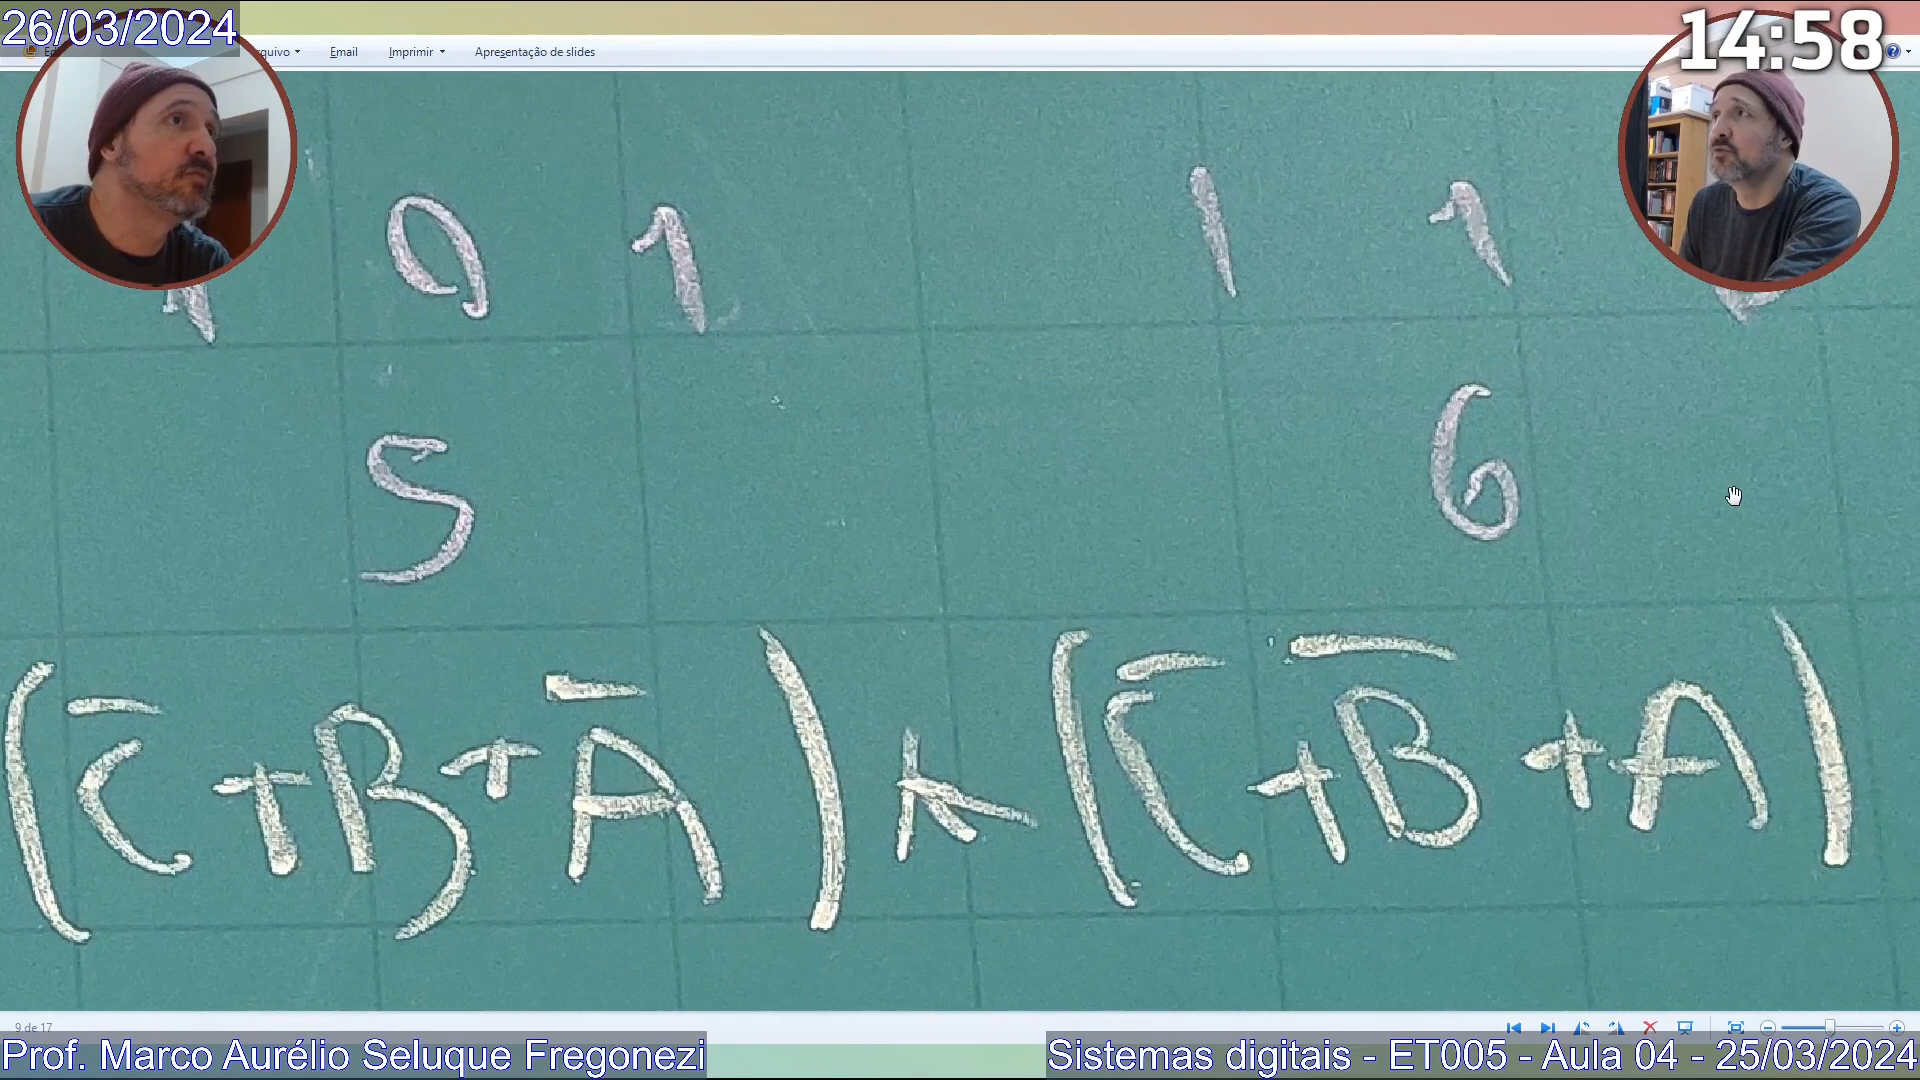 26/03/2024
14:58
Email
Imprimir
Apresentação de slides
1 0 1
1 1
5
6
(C̅+B+A̅) * (C̅+B̅+A)
9 de 17
Prof. Marco Aurélio Seluque Fregonezi
Sistemas digitais - ET005 - Aula 04 - 25/03/2024